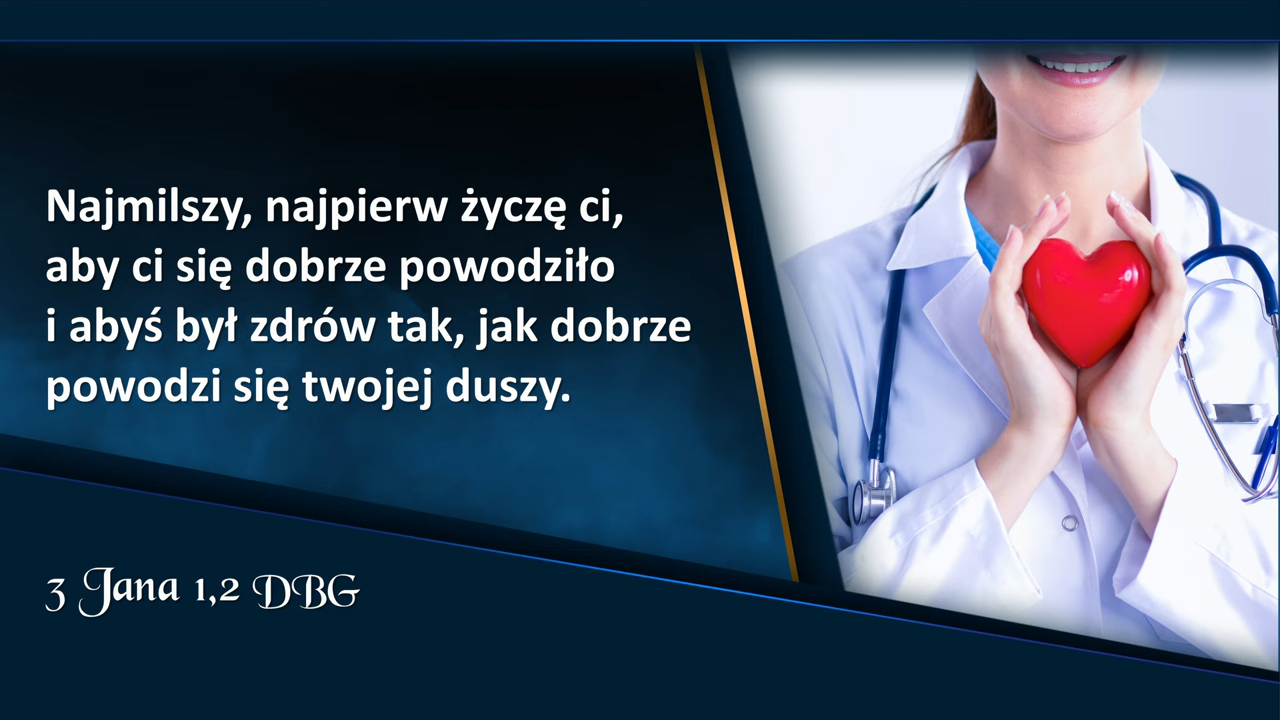 Najmilszy, najpierw życzę ci,
aby ci się dobrze powodziło
i abyś był zdrów tak, jak dobrze
powodzi się twojej duszy.
3 Jana 1,2 DBG